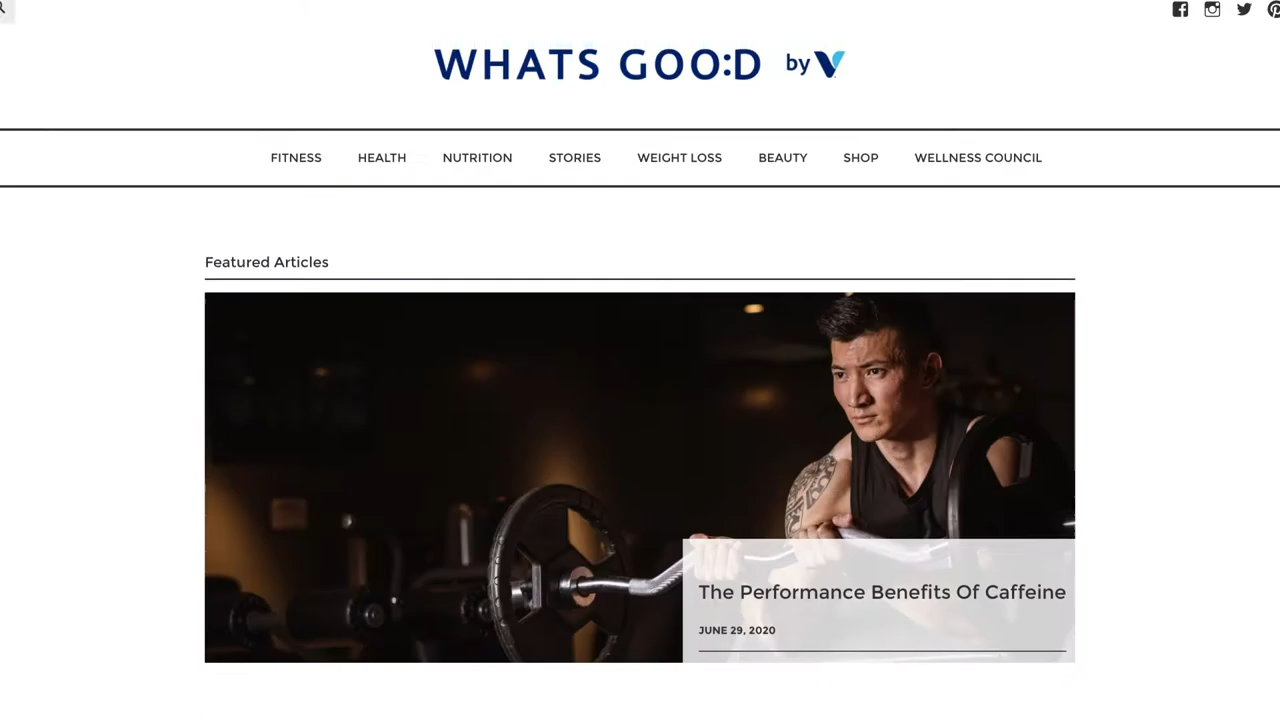 WHATS GOO:D by V
FITNESS HEALTH NUTRITION STORIES WEIGHT LOSS BEAUTY SHOP WELLNESS COUNCIL
Featured Articles
The Performance Benefits Of Caffeine
JUNE 29, 2020